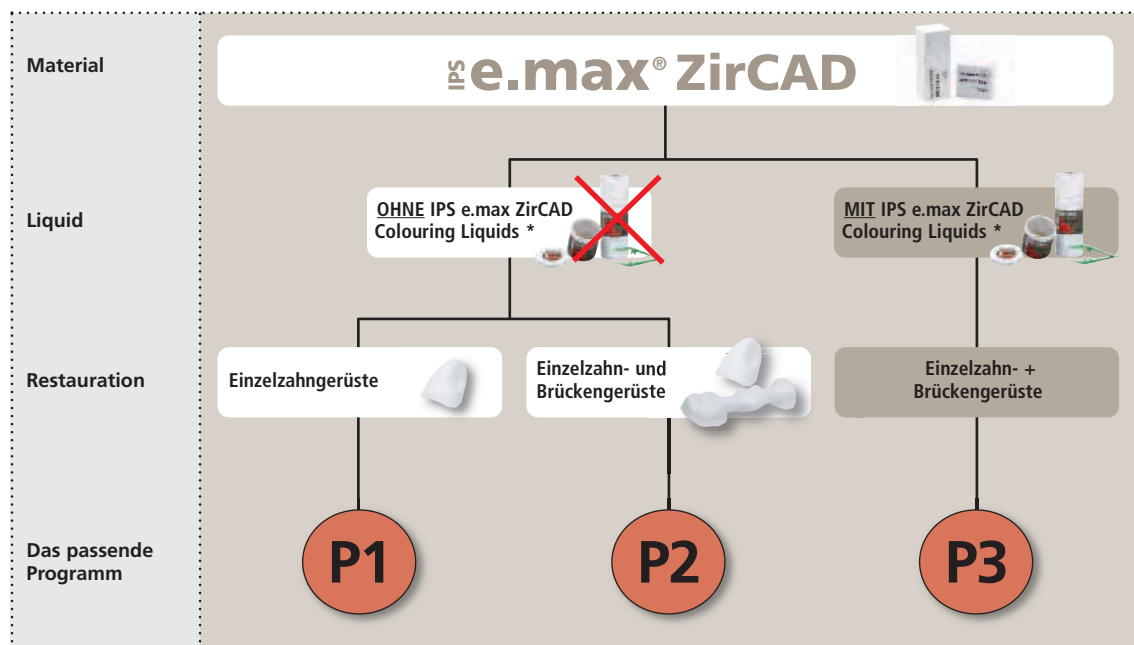 Material
IPS e.max® ZirCAD
Liquid
OHNE IPS e.max ZirCAD
Colouring Liquids *
MIT IPS e.max ZirCAD
Colouring Liquids *
Restauration
Einzelzahngerüste
Einzelzahn- und
Brückengerüste
Einzelzahn- +
Brückengerüste
Das passende
Programm
P1
P2
P3